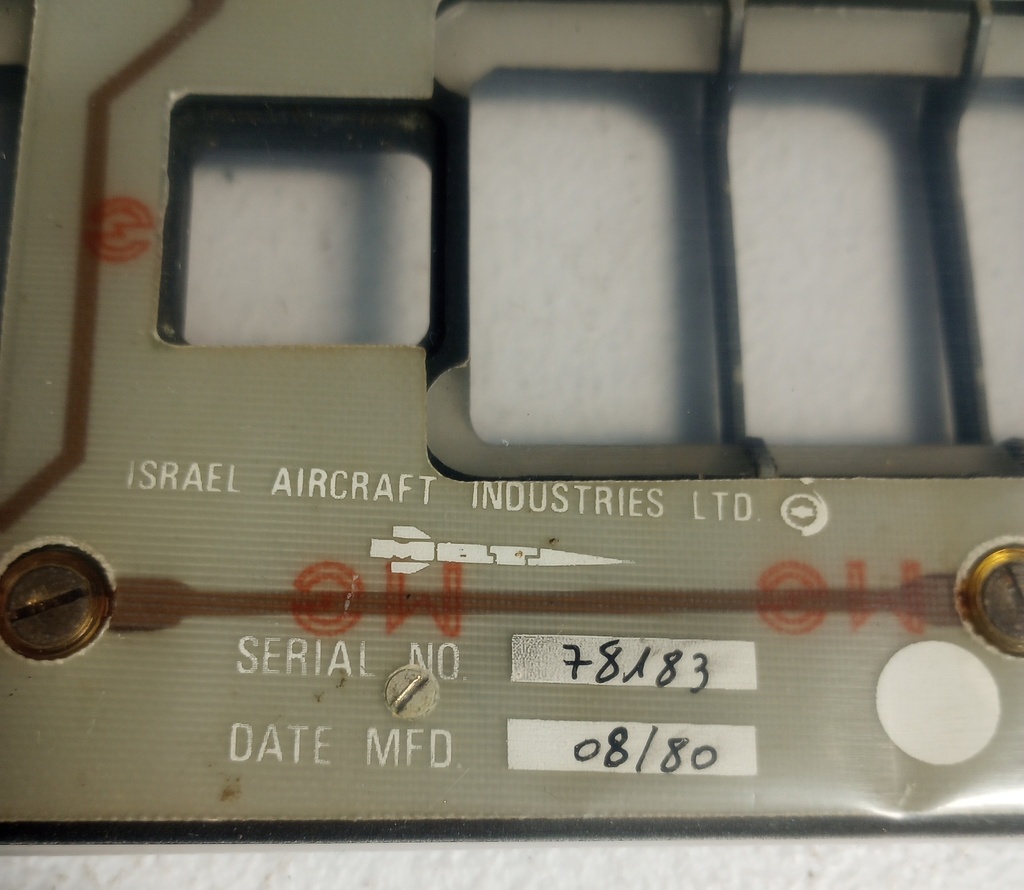 ISRAEL AIRCRAFT INDUSTRIES LTD.
SERIAL NO. 78183
DATE MFD. 08/80